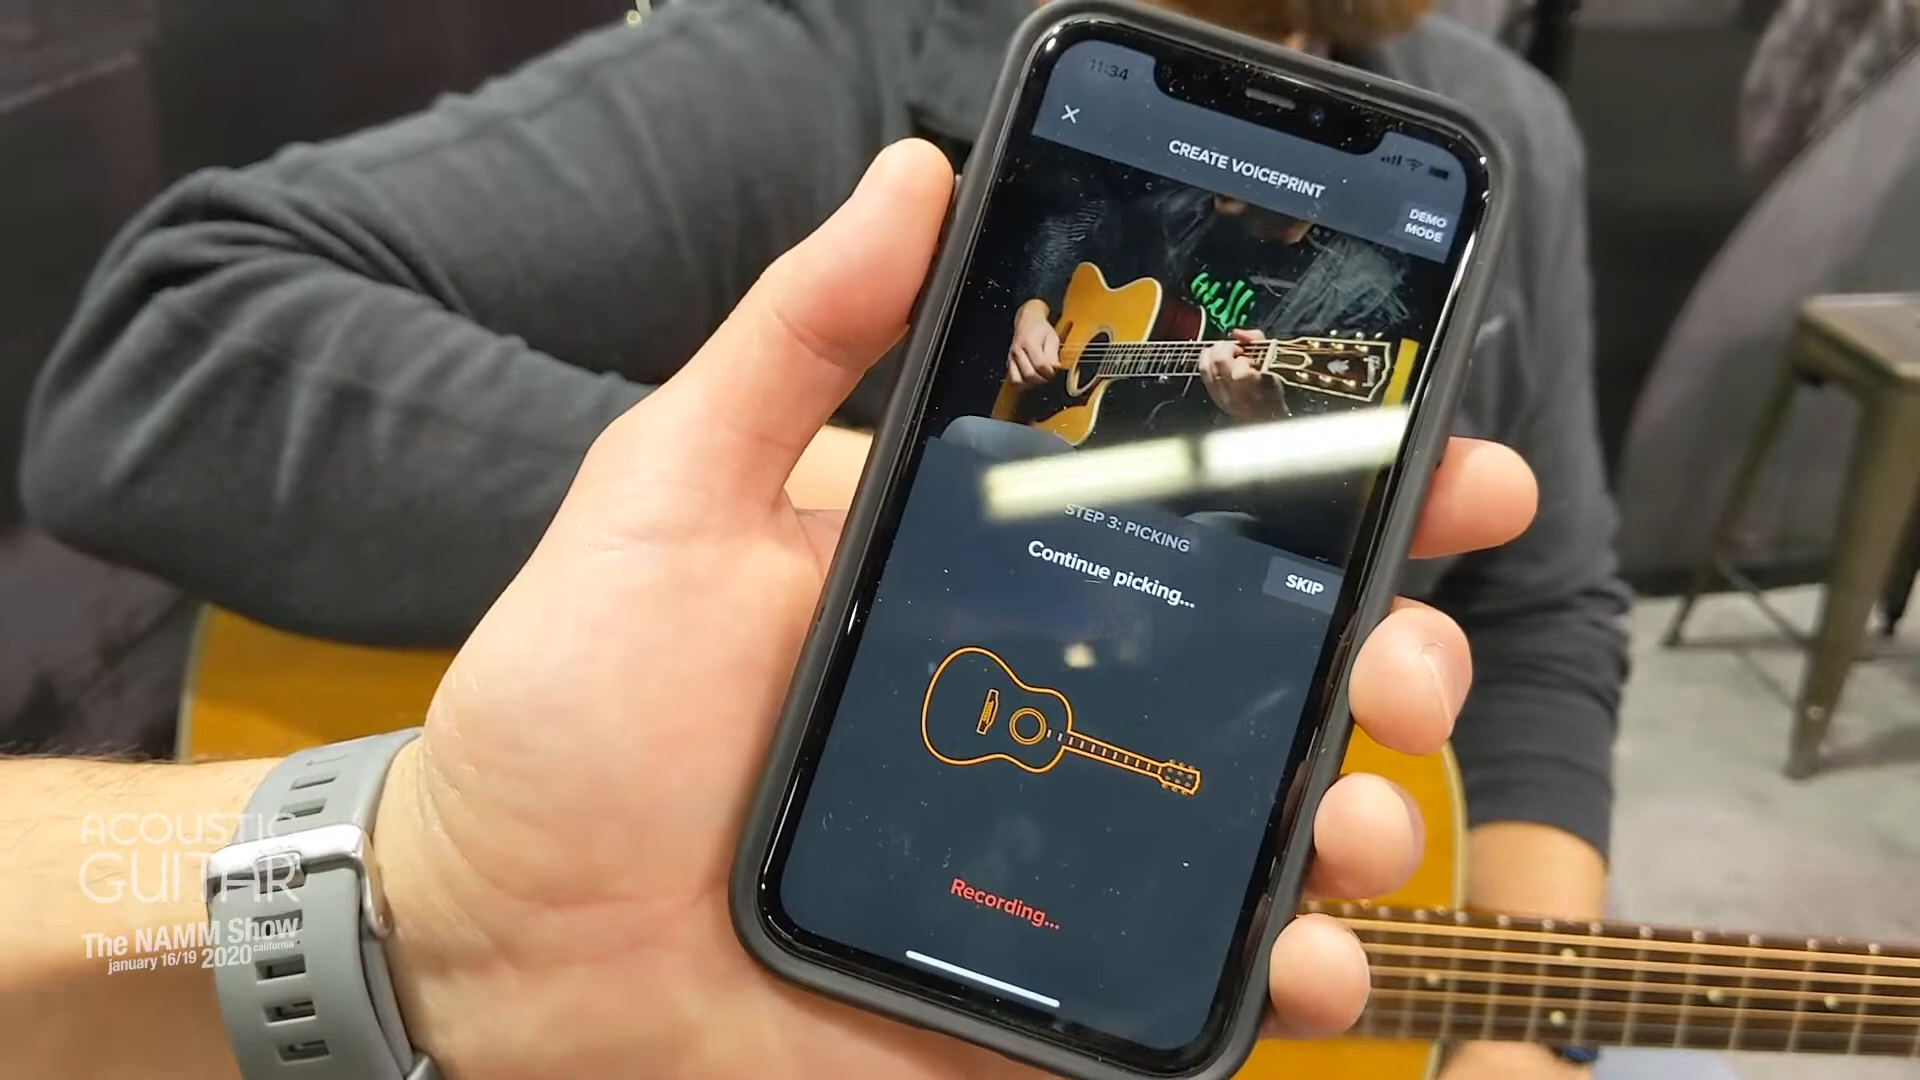 11:34
CREATE VOICEPRINT
DEMO
MODE
STEP 3: PICKING
Continue picking...
SKIP
Recording...
ACOUSTIC
GUITAR
The NAMM Show
california
january 16/19 2020